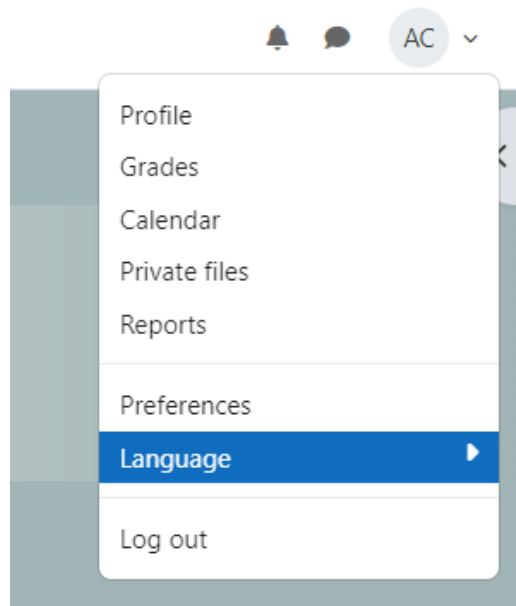 AC
Profile
Grades
Calendar
Private files
Reports
Preferences
Language
Log out